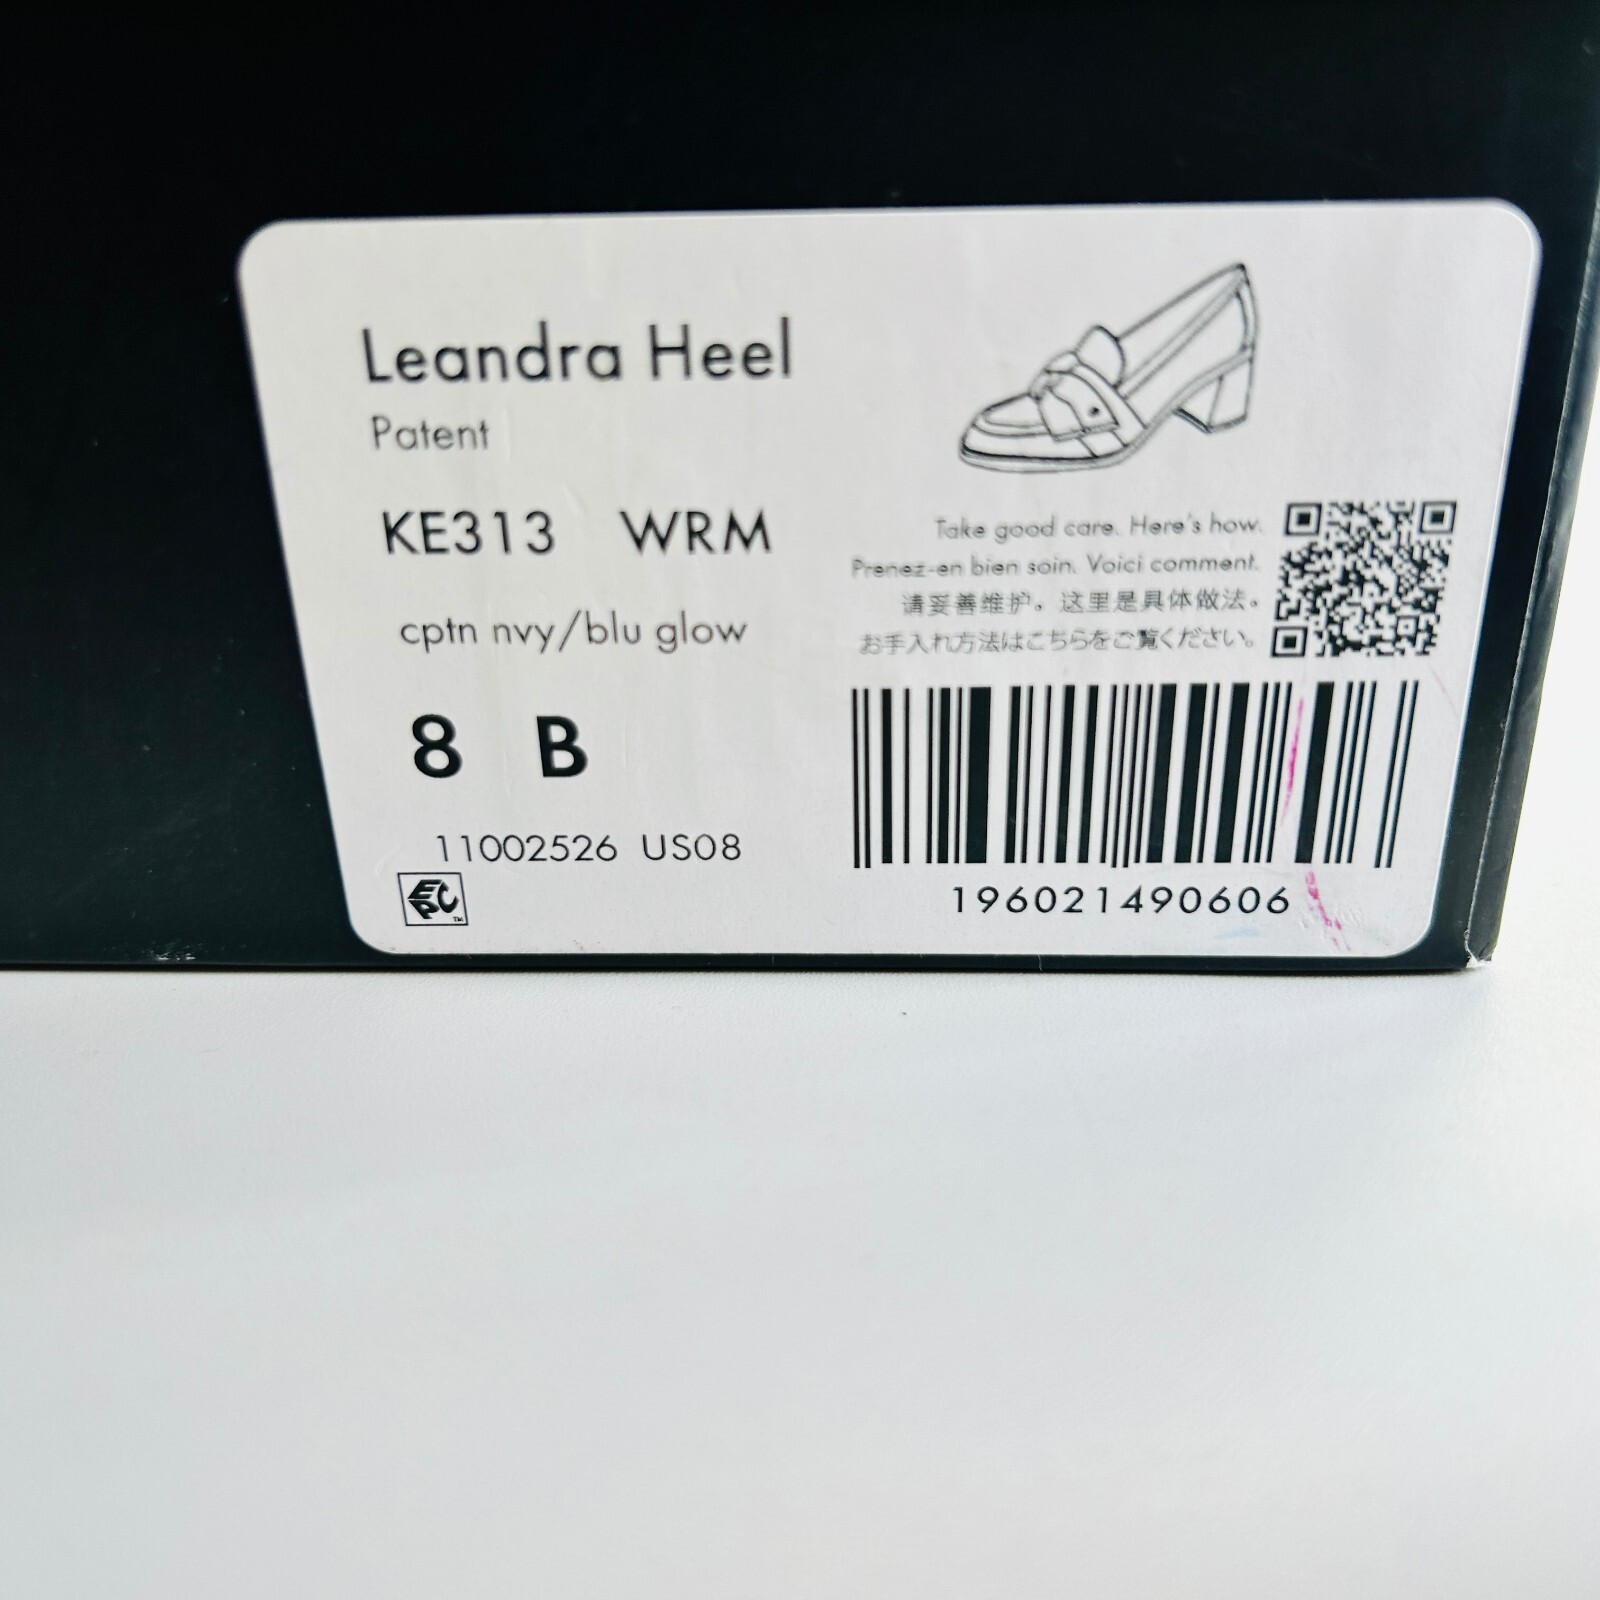 Leandra Heel
Patent
KE313 WRM
cptn nvy/blu glow
8 B
11002526 US08
EPC™
Take good care. Here's how.
Prenez-en bien soin. Voici comment.
请妥善维护。这里是具体做法。
お手入れ方法はこちらをご覧ください。
196021490606